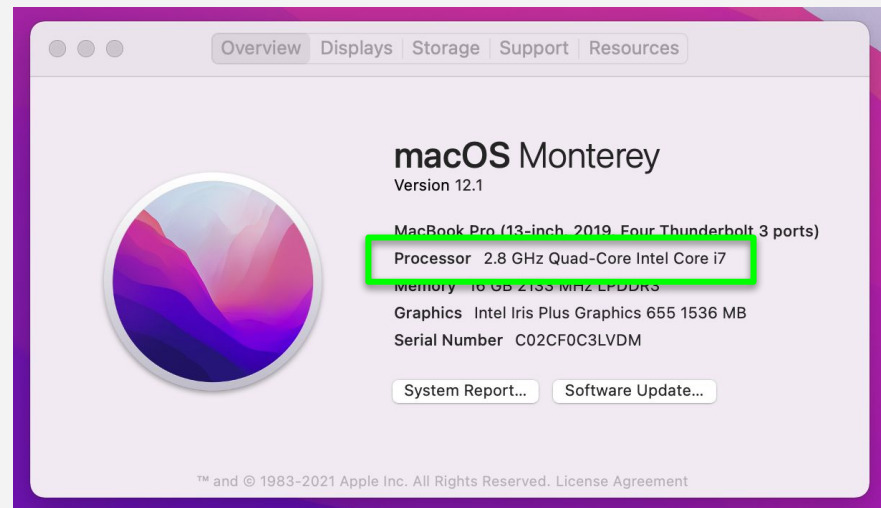 Overview Displays Storage Support Resources
macOS Monterey
Version 12.1
MacBook Pro (13-inch, 2019, Four Thunderbolt 3 ports)
Processor 2.8 GHz Quad-Core Intel Core i7
Memory 16 GB 2133 MHz LPDDR3
Graphics Intel Iris Plus Graphics 655 1536 MB
Serial Number C02CF0C3LVDM
System Report... Software Update...
™ and © 1983-2021 Apple Inc. All Rights Reserved. License Agreement